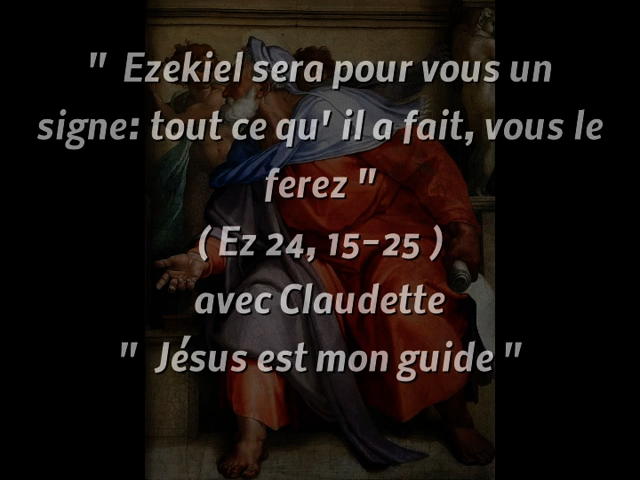 " Ezekiel sera pour vous un
signe: tout ce qu' il a fait, vous le
ferez "
( Ez 24, 15-25 )
avec Claudette
" Jésus est mon guide "